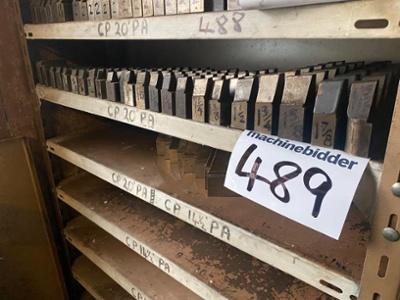 CP 20° PA
488
CP 20° PA
machinebidder
489
CP 20° PA
CP 14½° PA
CP 14½° PA